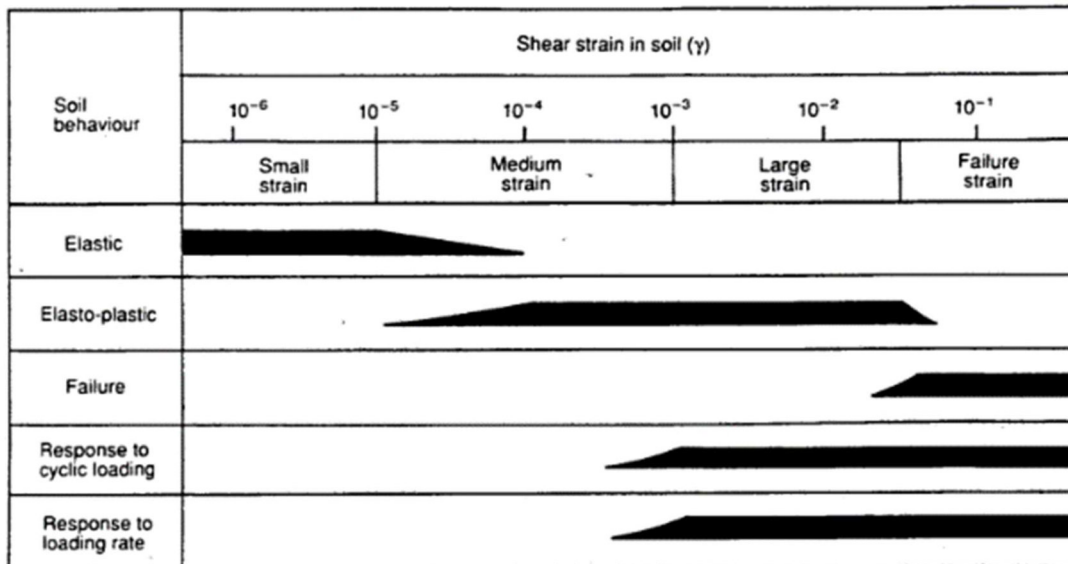 Shear strain in soil (γ)
Soil
behaviour
10⁻⁶ 10⁻⁵ 10⁻⁴ 10⁻³ 10⁻² 10⁻¹
Small
strain
Medium
strain
Large
strain
Failure
strain
Elastic
Elasto-plastic
Failure
Response to
cyclic loading
Response to
loading rate